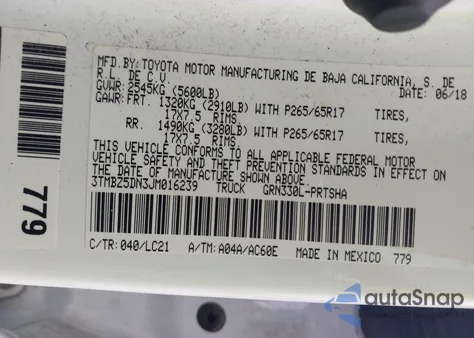 MFD.BY:TOYOTA MOTOR MANUFACTURING DE BAJA CALIFORNIA, S. DE
R.L. DE C.V. DATE: 06/18
GVWR:2545KG (5600LB)
GAWR:FRT. 1320KG (2910LB) WITH P265/65R17 TIRES,
17X7.5 RIMS
RR. 1490KG (3280LB) WITH P265/65R17 TIRES,
17X7.5 RIMS
THIS VEHICLE CONFORMS TO ALL APPLICABLE FEDERAL MOTOR
VEHICLE SAFETY AND THEFT PREVENTION STANDARDS IN EFFECT ON THE
DATE OF MANUFACTURE SHOWN ABOVE.
3TMBZ5DN3JM016239 TRUCK GRN330L-PRTSHA
C/TR: 040/LC21 A/TM: A04A/AC60E MADE IN MEXICO 779
779
autoSnap